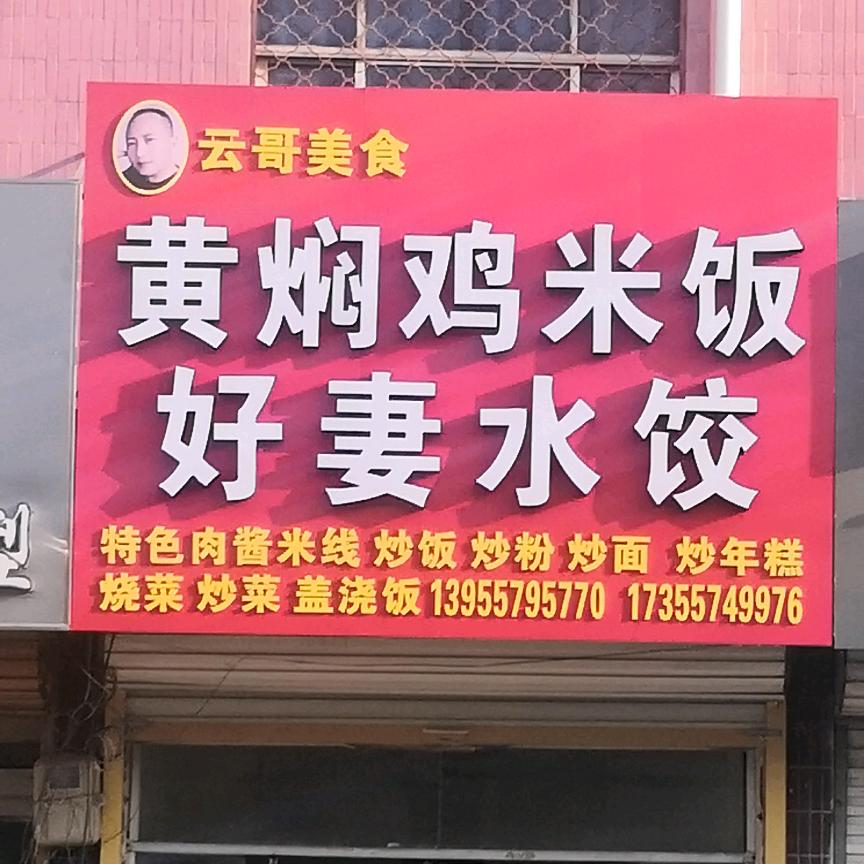 云哥美食
黄焖鸡米饭
好妻水饺
特色肉酱米线 炒饭 炒粉 炒面 炒年糕
烧菜 炒菜 盖浇饭 13955795770 17355749976